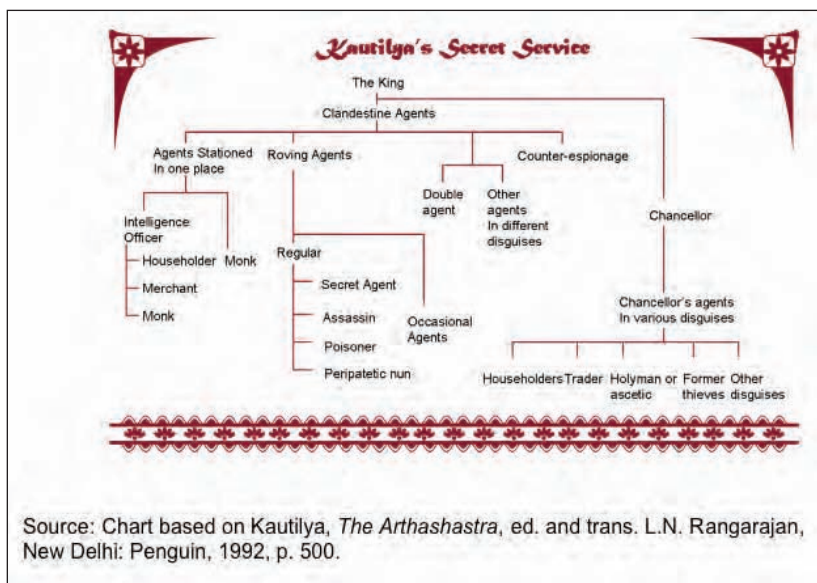 Kautilya's Secret Service
The King
Clandestine Agents
Agents Stationed
In one place
Roving Agents
Counter-espionage
Double
agent
Other
agents
In different
disguises
Chancellor
Intelligence
Officer
Monk
Householder
Merchant
Monk
Regular
Secret Agent
Assassin
Poisoner
Peripatetic nun
Occasional
Agents
Chancellor's agents
In various disguises
Householders
Trader
Holyman or
ascetic
Former
thieves
Other
disguises
Source: Chart based on Kautilya, The Arthashastra, ed. and trans. L.N. Rangarajan,
New Delhi: Penguin, 1992, p. 500.